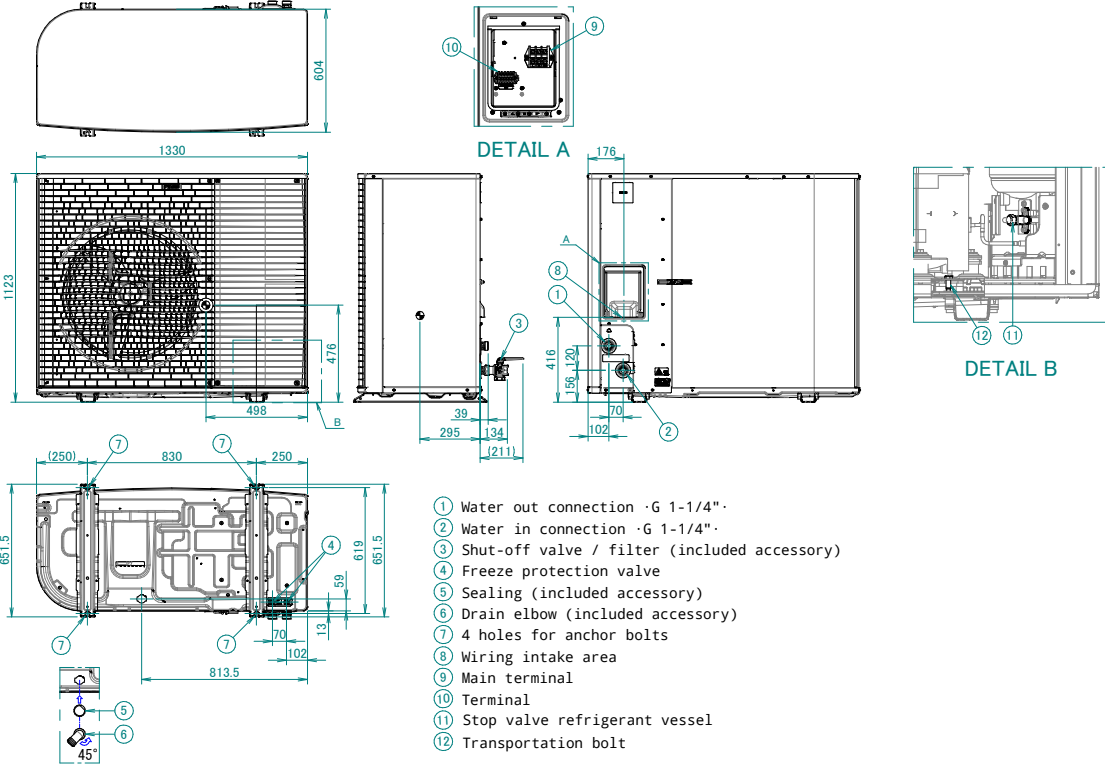 604
10
9
DETAIL A
1330
176
1123
A
8
1
3
476
416
120
156
498
B
39
295
134
(211)
70
102
2
12
11
DETAIL B
7
7
(250)
830
250
651.5
4
619
651.5
59
13
7
7
70
102
813.5
5
6
45°
1 Water out connection ·G 1-1/4"·
2 Water in connection ·G 1-1/4"·
3 Shut-off valve / filter (included accessory)
4 Freeze protection valve
5 Sealing (included accessory)
6 Drain elbow (included accessory)
7 4 holes for anchor bolts
8 Wiring intake area
9 Main terminal
10 Terminal
11 Stop valve refrigerant vessel
12 Transportation bolt